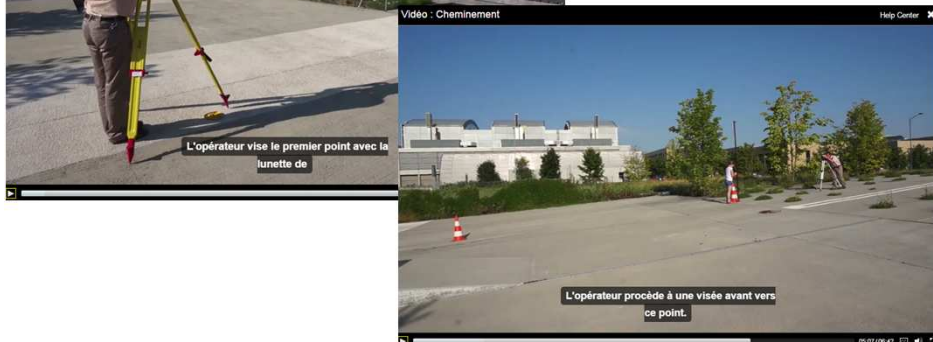 Vidéo : Cheminement
Help Center
L'opérateur vise le premier point avec la
lunette de
L'opérateur procède à une visée avant vers
ce point.